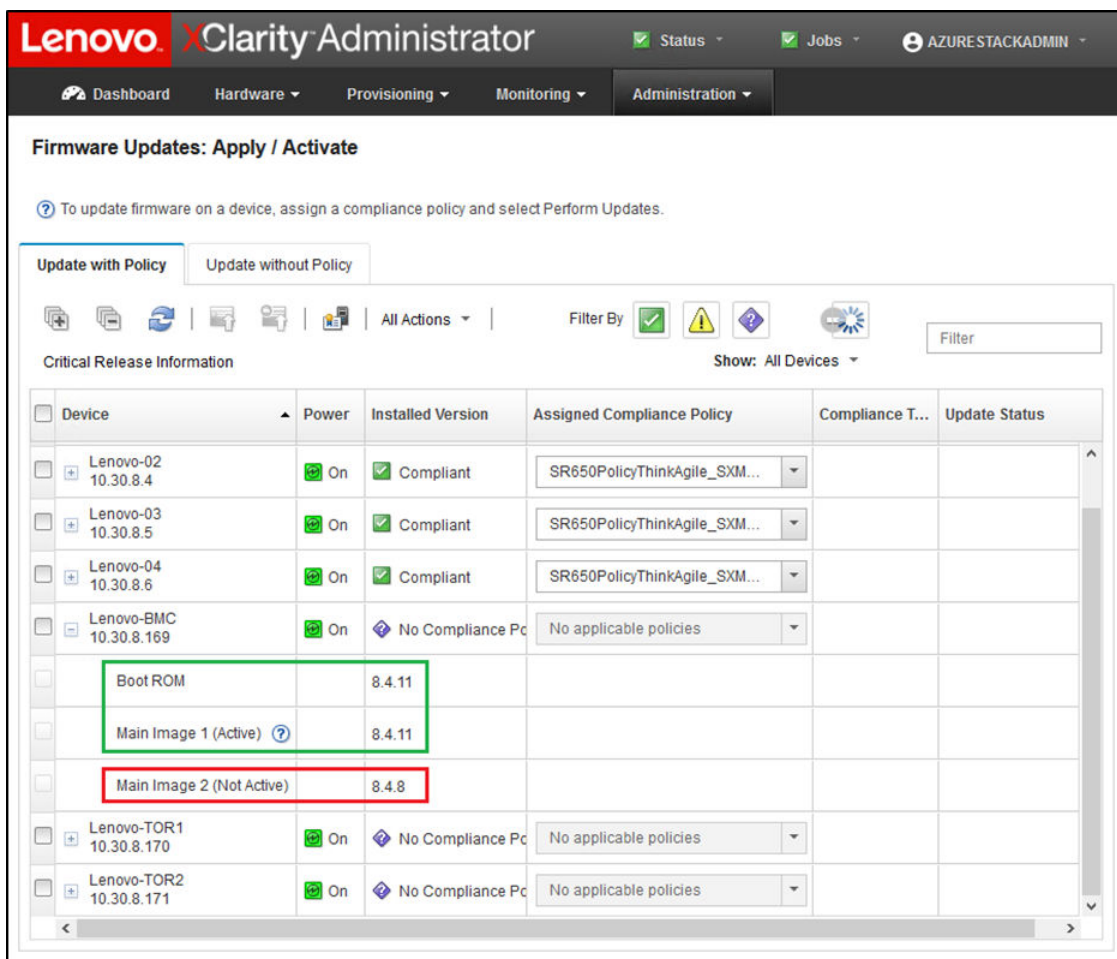 Lenovo. XClarity Administrator Status Jobs AZURESTACKADMIN
Dashboard Hardware Provisioning Monitoring Administration
Firmware Updates: Apply / Activate
? To update firmware on a device, assign a compliance policy and select Perform Updates.
Update with Policy Update without Policy
All Actions Filter By Filter
Critical Release Information Show: All Devices
Device Power Installed Version Assigned Compliance Policy Compliance T... Update Status
Lenovo-02
10.30.8.4
On Compliant SR650PolicyThinkAgile_SXM...
Lenovo-03
10.30.8.5
On Compliant SR650PolicyThinkAgile_SXM...
Lenovo-04
10.30.8.6
On Compliant SR650PolicyThinkAgile_SXM...
Lenovo-BMC
10.30.8.169
On No Compliance Po No applicable policies
Boot ROM 8.4.11
Main Image 1 (Active) ? 8.4.11
Main Image 2 (Not Active) 8.4.8
Lenovo-TOR1
10.30.8.170
On No Compliance Po No applicable policies
Lenovo-TOR2
10.30.8.171
On No Compliance Po No applicable policies